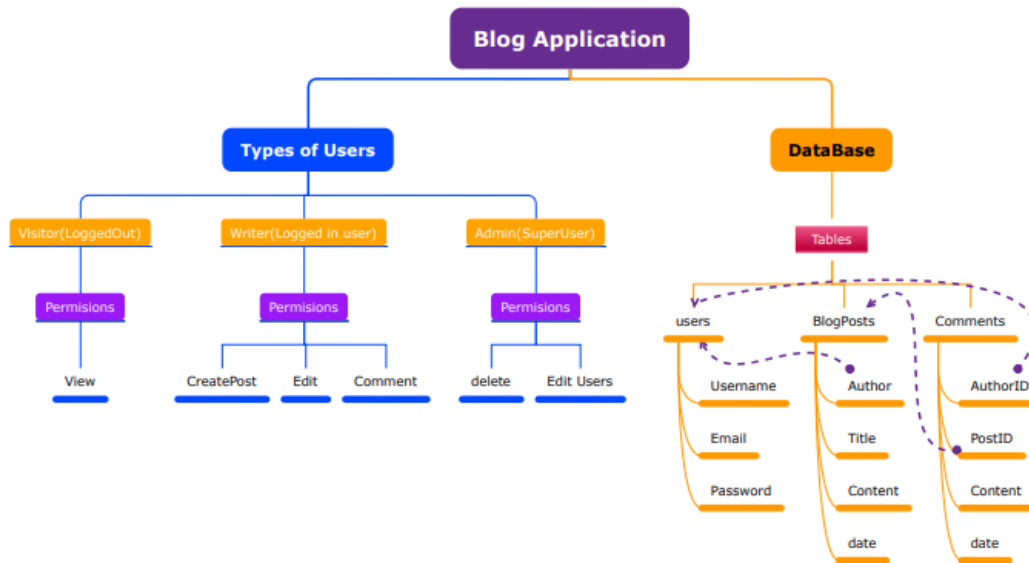 Blog Application
Types of Users
DataBase
Visitor(LoggedOut)
Writer(Logged in user)
Admin(SuperUser)
Tables
Permisions
Permisions
Permisions
users
BlogPosts
Comments
View
CreatePost
Edit
Comment
delete
Edit Users
Username
Author
AuthorID
Email
Title
PostID
Password
Content
Content
date
date